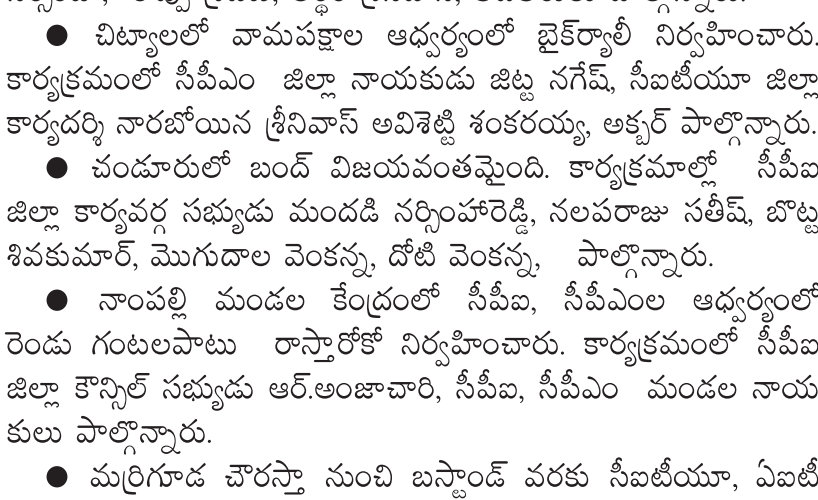 ● చిట్యాలలో వామపక్షాల ఆధ్వర్యంలో బైక్‌ర్యాలీ నిర్వహించారు.
కార్యక్రమంలో సీపీఎం జిల్లా నాయకుడు జిట్ట నగేష్, సీఐటీయూ జిల్లా
కార్యదర్శి నారబోయిన శ్రీనివాస్ అవిశెట్టి శంకరయ్య, అక్బర్ పాల్గొన్నారు.
● చండూరులో బంద్ విజయవంతమైంది. కార్యక్రమాల్లో సీపీఐ
జిల్లా కార్యవర్గ సభ్యుడు మందడి నర్సింహారెడ్డి, నలపరాజు సతీష్, బొట్ట
శివకుమార్, మొగుదాల వెంకన్న, దోటి వెంకన్న, పాల్గొన్నారు.
● నాంపల్లి మండల కేంద్రంలో సీపీఐ, సీపీఎంల ఆధ్వర్యంలో
రెండు గంటలపాటు రాస్తారోకో నిర్వహించారు. కార్యక్రమంలో సీపీఐ
జిల్లా కౌన్సిల్ సభ్యుడు ఆర్.అంజాచారి, సీపీఐ, సీపీఎం మండల నాయ
కులు పాల్గొన్నారు.
● మర్రిగూడ చౌరస్తా నుంచి బస్టాండ్ వరకు సీఐటీయూ, ఏఐటీ